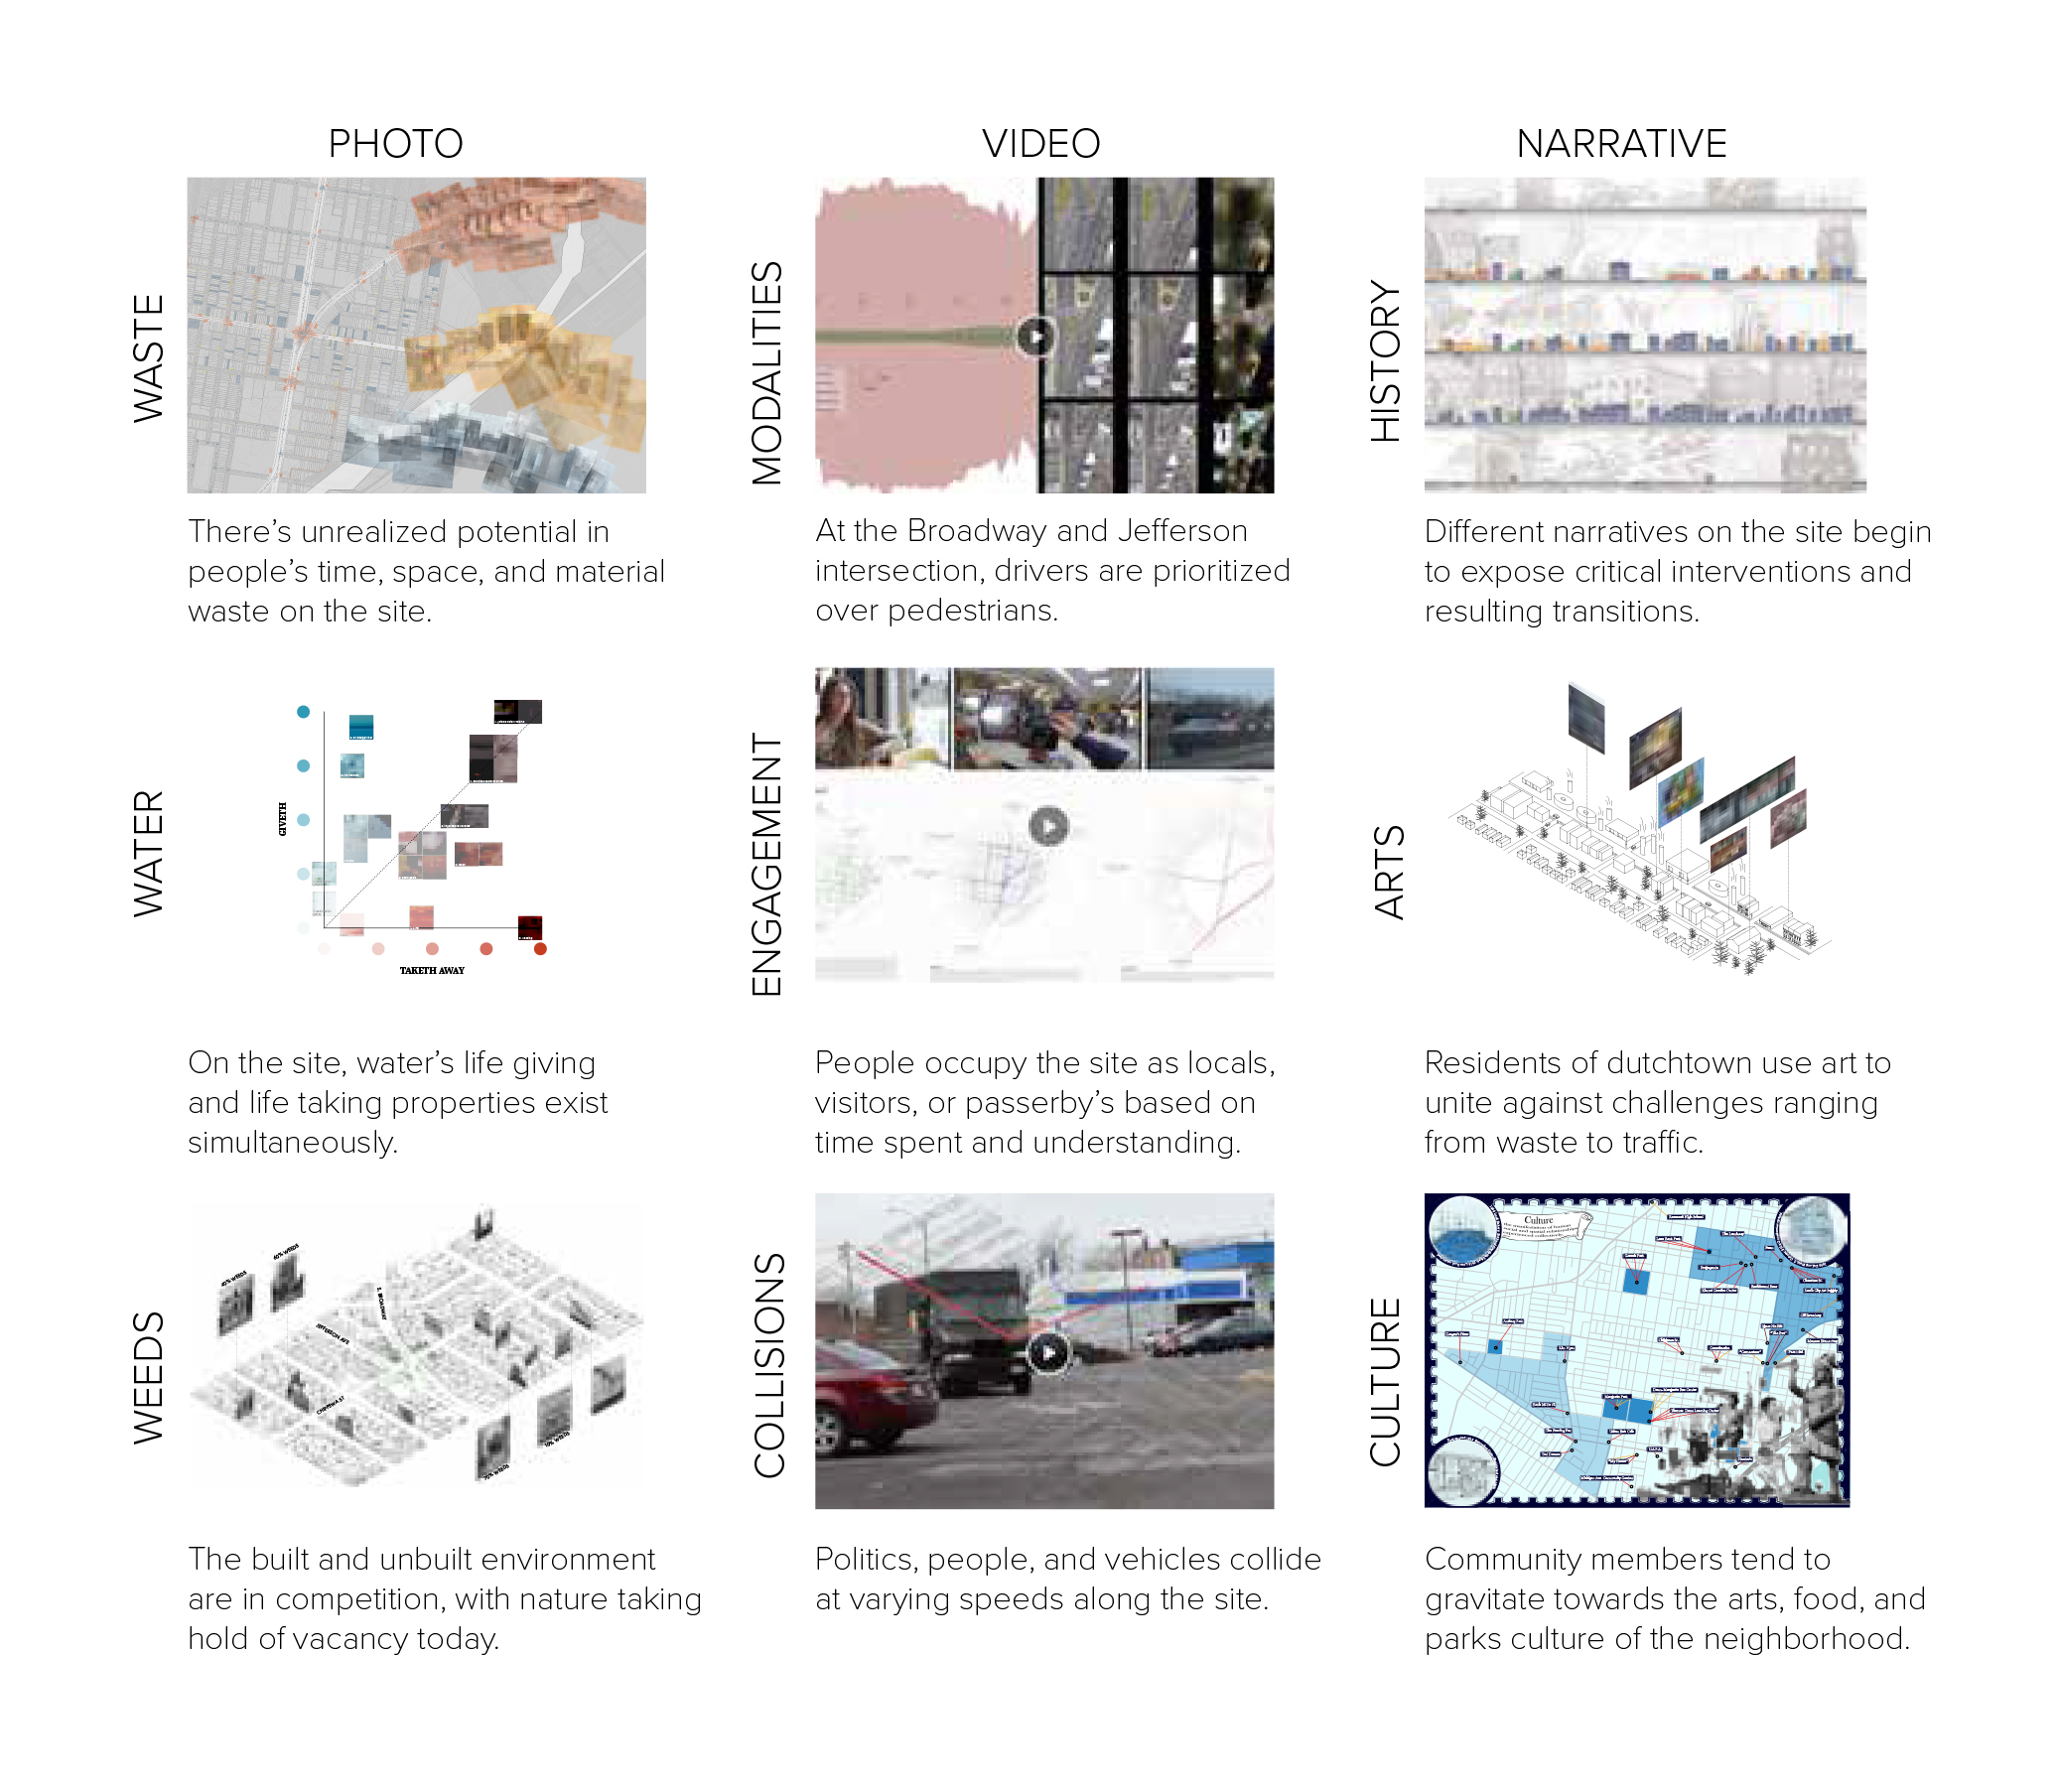 PHOTO
VIDEO
NARRATIVE
WASTE
There’s unrealized potential in
people’s time, space, and material
waste on the site.
MODALITIES
At the Broadway and Jefferson
intersection, drivers are prioritized
over pedestrians.
HISTORY
Different narratives on the site begin
to expose critical interventions and
resulting transitions.
WATER
GIVETH
TAKETH AWAY
On the site, water’s life giving
and life taking properties exist
simultaneously.
ENGAGEMENT
People occupy the site as locals,
visitors, or passerby’s based on
time spent and understanding.
ARTS
Residents of dutchtown use art to
unite against challenges ranging
from waste to traffic.
WEEDS
S. BROADWAY
JEFFERSON AVE
CHIPPEWA ST
The built and unbuilt environment
are in competition, with nature taking
hold of vacancy today.
COLLISIONS
Politics, people, and vehicles collide
at varying speeds along the site.
CULTURE
Culture
Community members tend to
gravitate towards the arts, food, and
parks culture of the neighborhood.